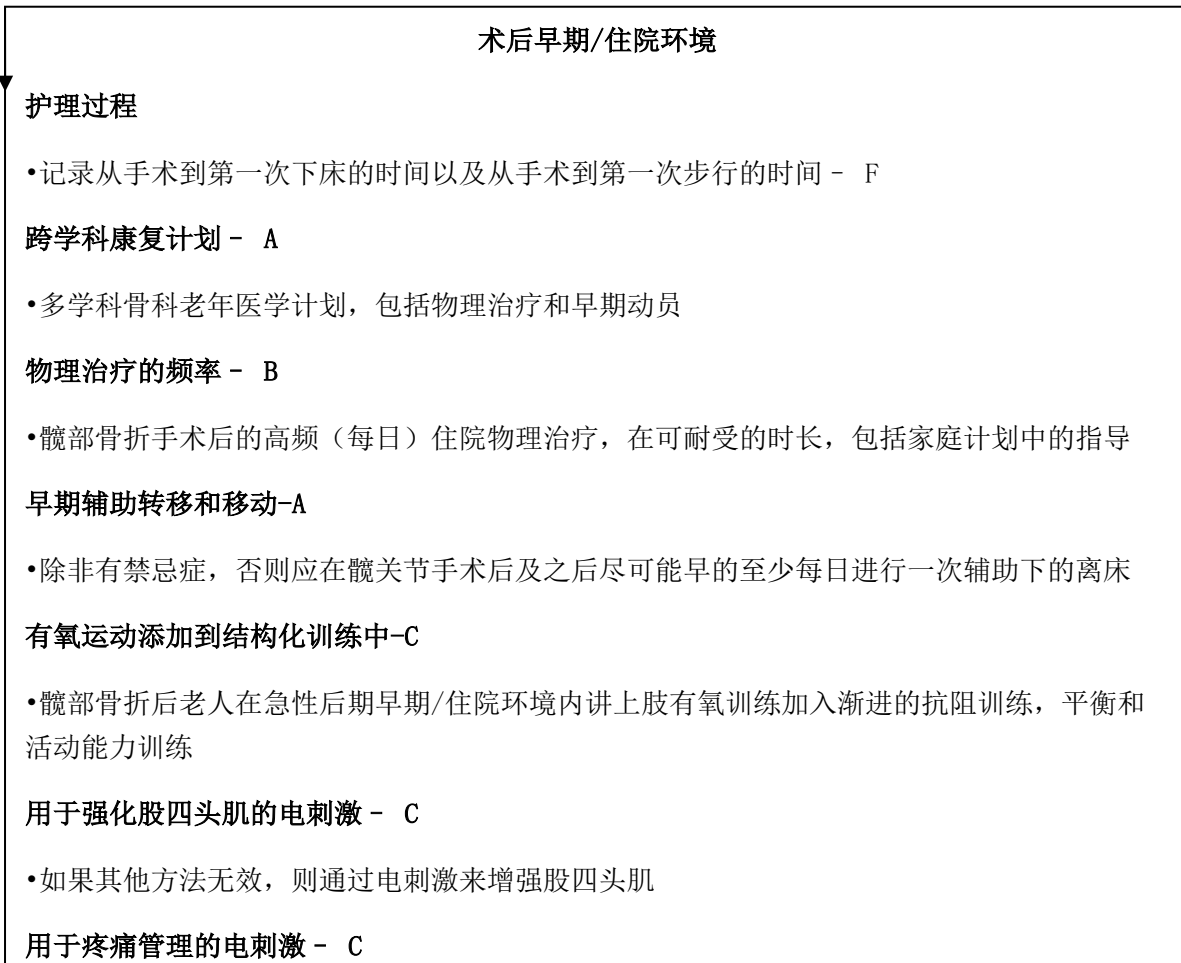 术后早期/住院环境
护理过程
•记录从手术到第一次下床的时间以及从手术到第一次步行的时间– F
跨学科康复计划– A
•多学科骨科老年医学计划，包括物理治疗和早期动员
物理治疗的频率– B
•髋部骨折手术后的高频（每日）住院物理治疗，在可耐受的时长，包括家庭计划中的指导
早期辅助转移和移动-A
•除非有禁忌症，否则应在髋关节手术后及之后尽可能早的至少每日进行一次辅助下的离床
有氧运动添加到结构化训练中-C
•髋部骨折后老人在急性后期早期/住院环境内讲上肢有氧训练加入渐进的抗阻训练，平衡和
活动能力训练
用于强化股四头肌的电刺激– C
•如果其他方法无效，则通过电刺激来增强股四头肌
用于疼痛管理的电刺激– C